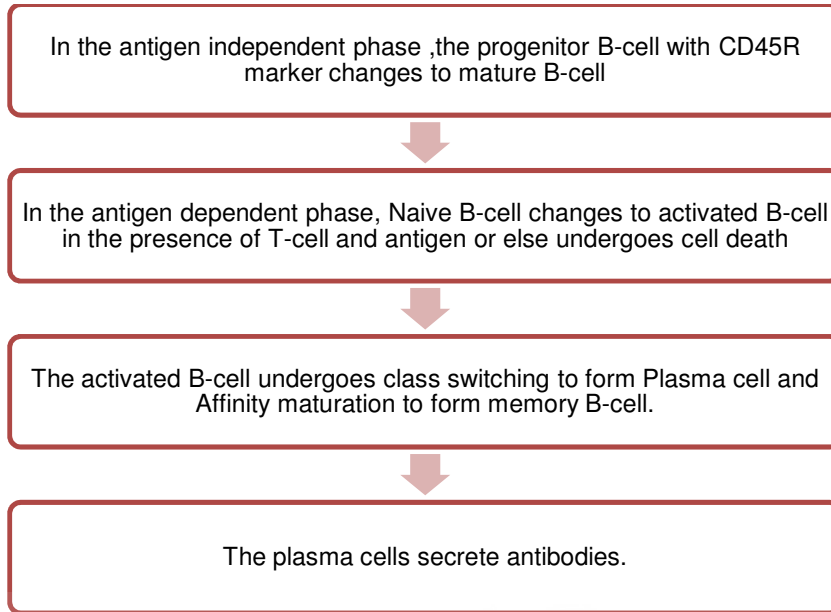 In the antigen independent phase ,the progenitor B-cell with CD45R
marker changes to mature B-cell
In the antigen dependent phase, Naive B-cell changes to activated B-cell
in the presence of T-cell and antigen or else undergoes cell death
The activated B-cell undergoes class switching to form Plasma cell and
Affinity maturation to form memory B-cell.
The plasma cells secrete antibodies.